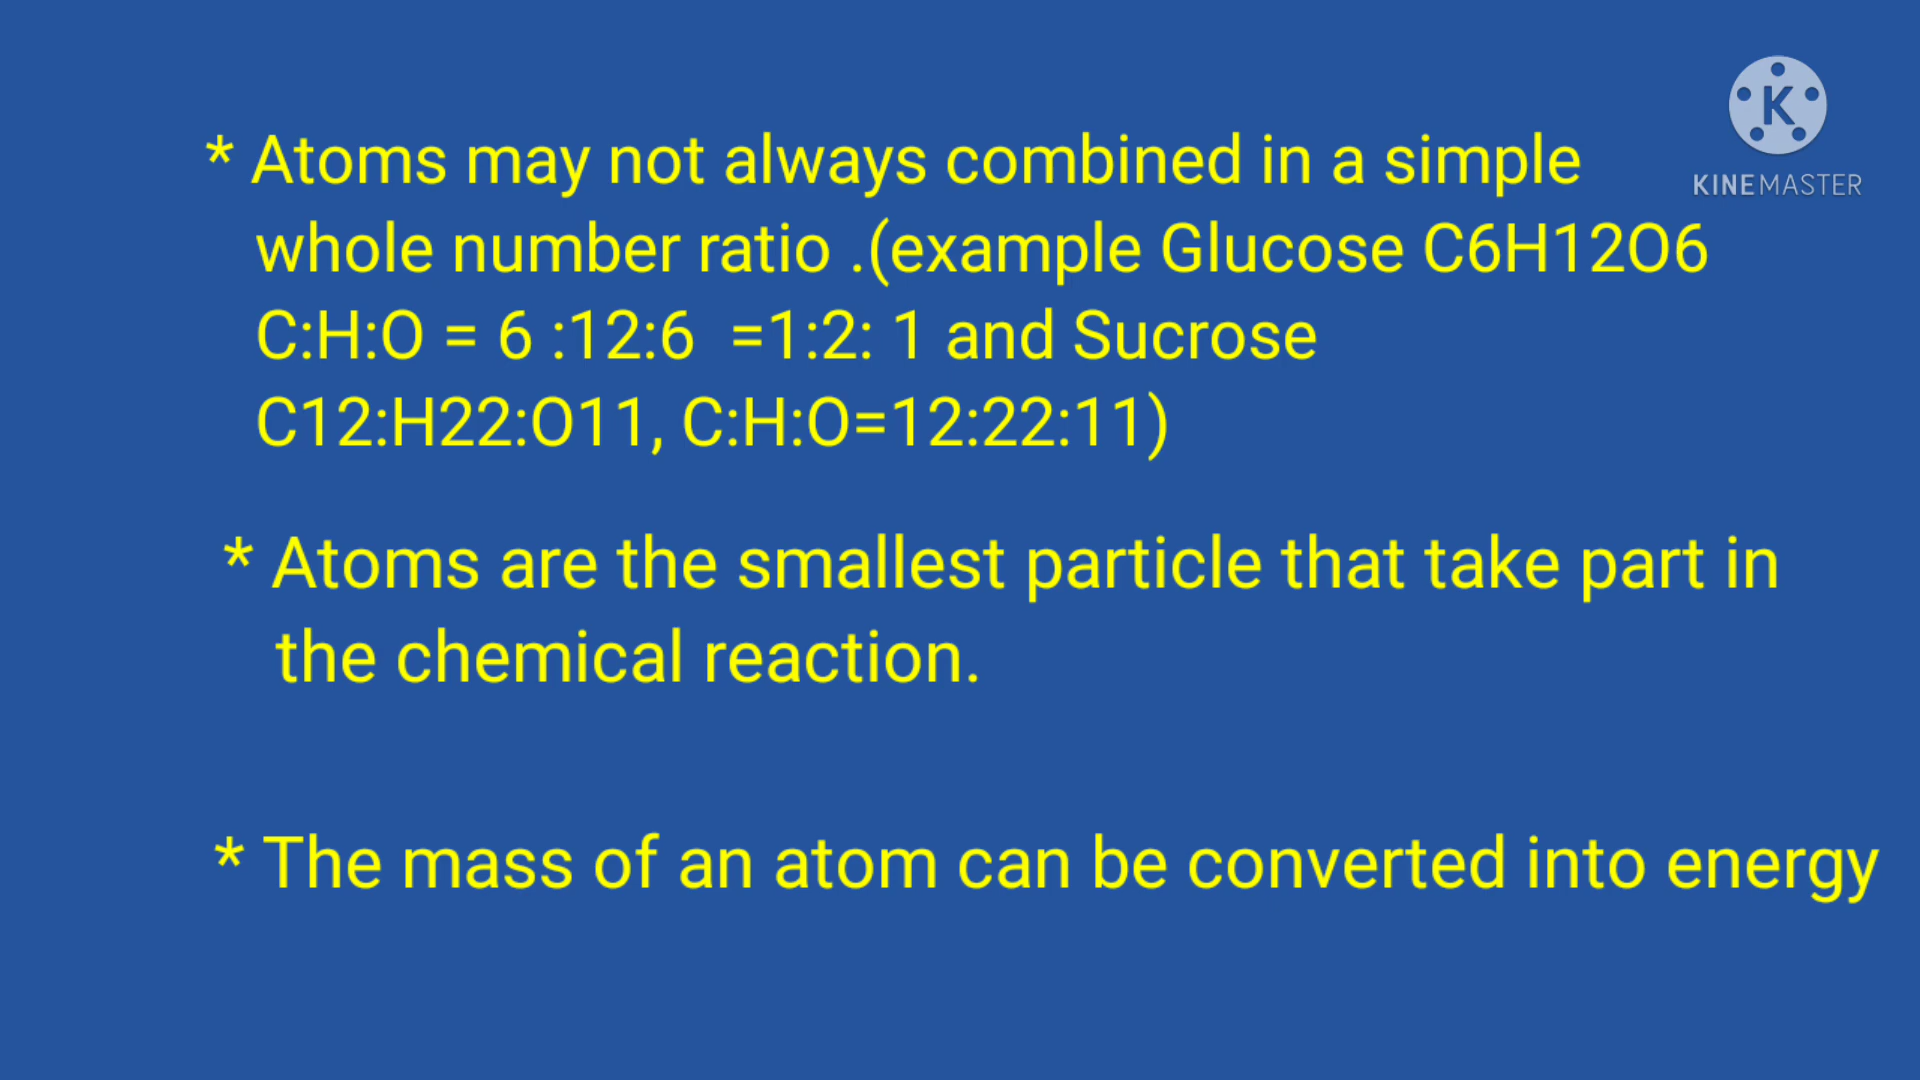 * Atoms may not always combined in a simple
whole number ratio .(example Glucose C6H12O6
C:H:O = 6 :12:6  =1:2: 1 and Sucrose
C12:H22:O11, C:H:O=12:22:11)
* Atoms are the smallest particle that take part in
the chemical reaction.
* The mass of an atom can be converted into energy
K
KINEMASTER